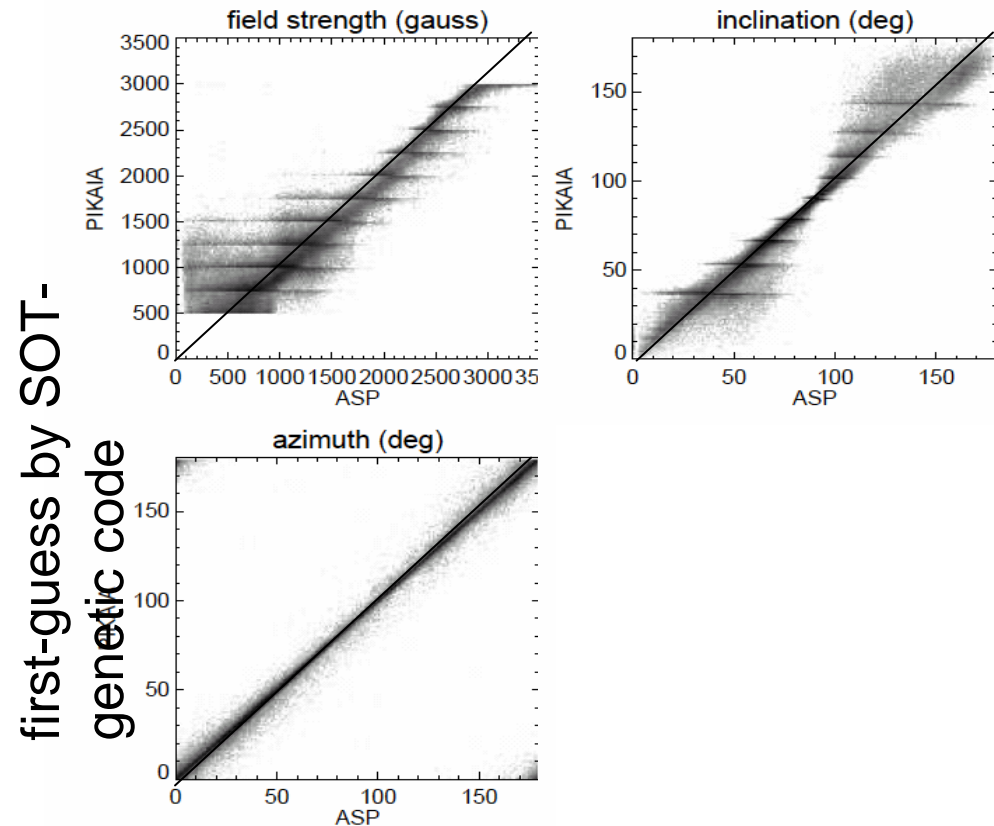 field strength (gauss)
3500
3000
2500
2000
1500
1000
500
0
PIKAIA
0 500 1000 1500 2000 2500 3000 35
ASP
inclination (deg)
150
100
50
0
PIKAIA
0 50 100 150
ASP
first-guess by SOT-
genetic code
azimuth (deg)
150
100
50
0
PIKAIA
0 50 100 150
ASP